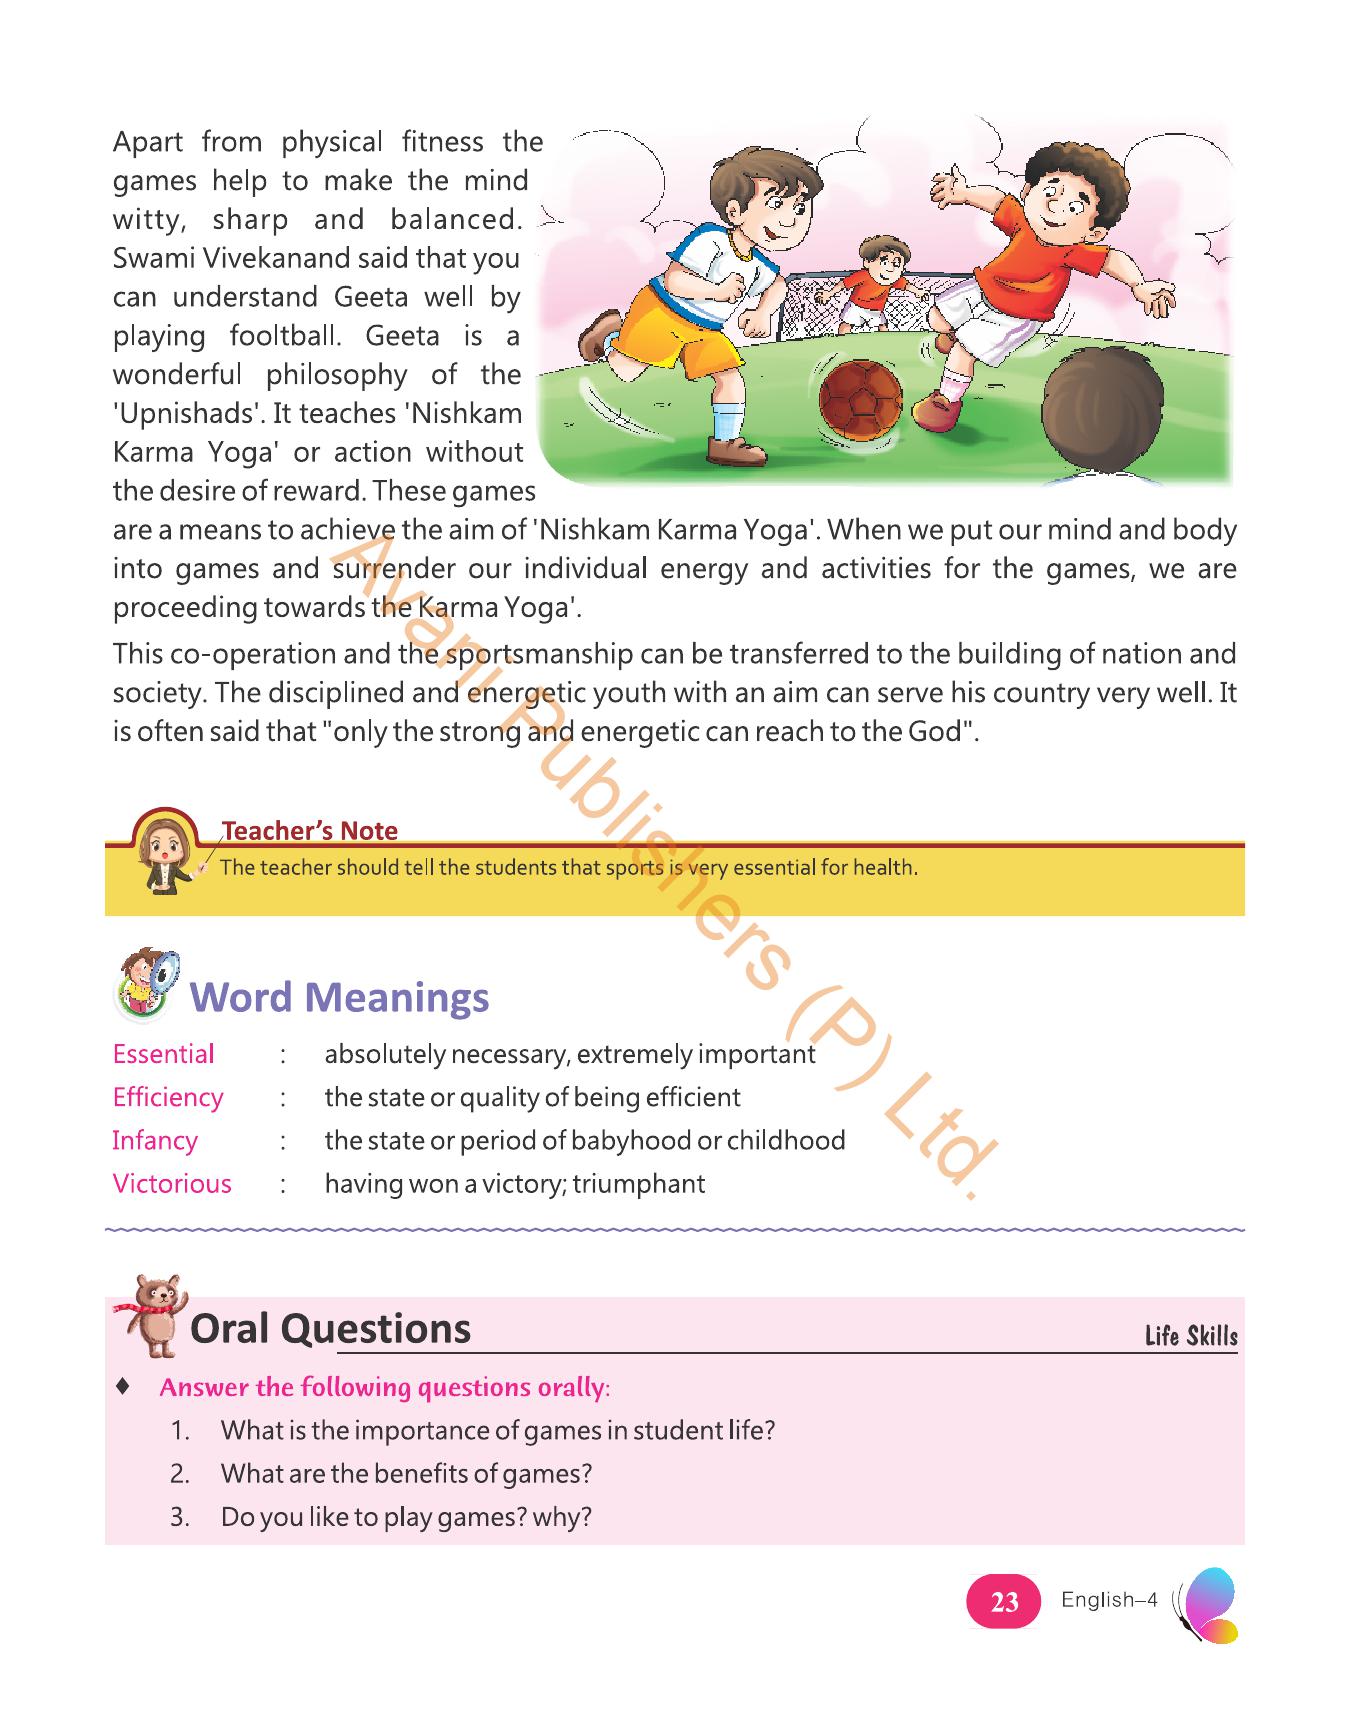 Apart from physical fitness the
games help to make the mind
witty, sharp and balanced.
Swami Vivekanand said that you
can understand Geeta well by
playing fooltball. Geeta is a
wonderful philosophy of the
'Upnishads'. It teaches 'Nishkam
Karma Yoga' or action without
the desire of reward. These games
are a means to achieve the aim of 'Nishkam Karma Yoga'. When we put our mind and body
into games and surrender our individual energy and activities for the games, we are
proceeding towards the Karma Yoga'.
This co-operation and the sportsmanship can be transferred to the building of nation and
society. The disciplined and energetic youth with an aim can serve his country very well. It
is often said that "only the strong and energetic can reach to the God".
Avani Publishers (P) Ltd.
Teacher's Note
The teacher should tell the students that sports is very essential for health.
Word Meanings
Essential : absolutely necessary, extremely important
Efficiency : the state or quality of being efficient
Infancy : the state or period of babyhood or childhood
Victorious : having won a victory; triumphant
Oral Questions
Life Skills
♦ Answer the following questions orally:
1. What is the importance of games in student life?
2. What are the benefits of games?
3. Do you like to play games? why?
23 English–4